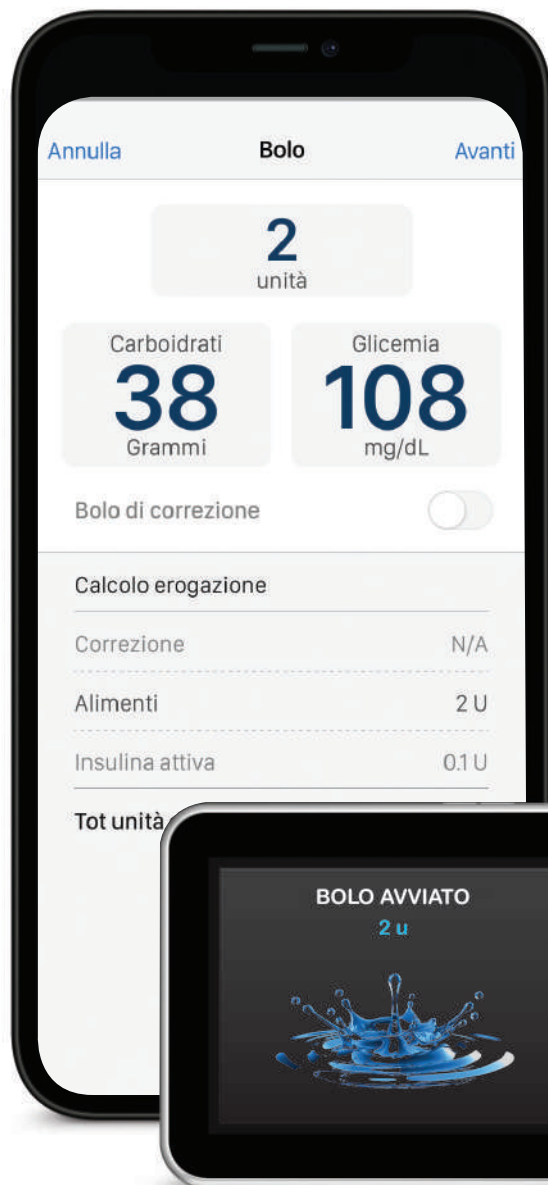 Annulla Bolo Avanti
2
unità
Carboidrati Glicemia
38 108
Grammi mg/dL
Bolo di correzione
Calcolo erogazione
Correzione N/A
Alimenti 2 U
Insulina attiva 0.1 U
Tot unità
BOLO AVVIATO
2 u